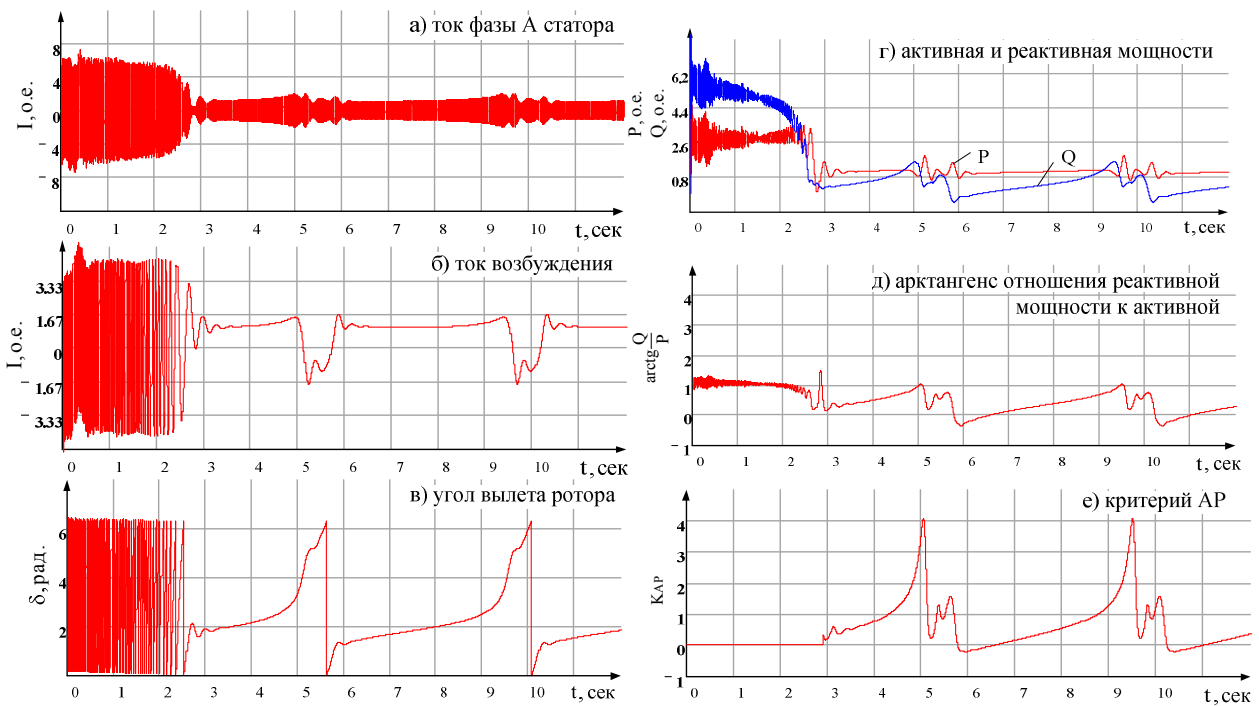 а) ток фазы А статора
I, о.е.
8
4
0
− 4
− 8
0 1 2 3 4 5 6 7 8 9 10
t, сек
б) ток возбуждения
I, о.е.
3.33
1.67
0
− 1.67
− 3.33
0 1 2 3 4 5 6 7 8 9 10
t, сек
в) угол вылета ротора
δ, рад.
6
4
2
0 1 2 3 4 5 6 7 8 9 10
t, сек
г) активная и реактивная мощности
P, о.е.
Q, о.е.
6,2
4.4
2.6
0,8
P
Q
0 1 2 3 4 5 6 7 8 9 10
t, сек
д) арктангенс отношения реактивной
мощности к активной
arctg Q/P
4
3
2
1
0
− 1
0 1 2 3 4 5 6 7 8 9 10
t, сек
е) критерий АР
KАР
4
3
2
1
0
− 1
1 2 3 4 5 6 7 8 9 10
t, сек